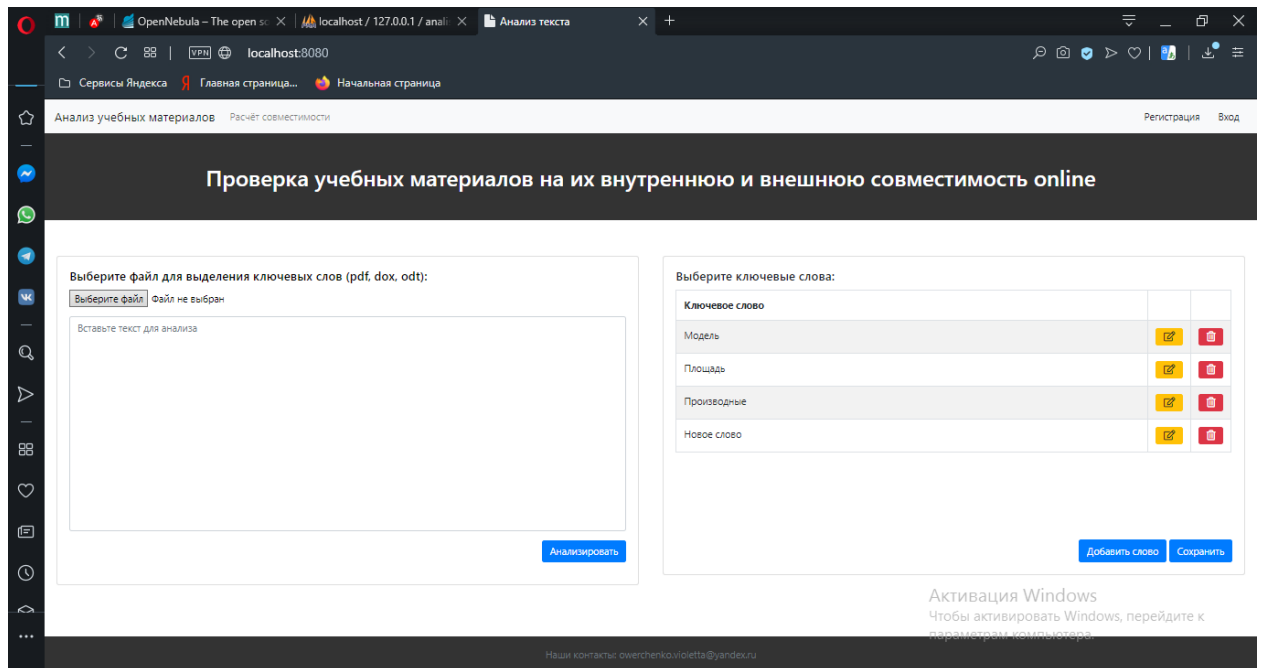 m
OpenNebula – The open so
localhost / 127.0.0.1 / anali
Анализ текста
VPN
localhost:8080
Сервисы Яндекса
Я Главная страница...
Начальная страница
Анализ учебных материалов
Расчёт совместимости
Регистрация
Вход
Проверка учебных материалов на их внутреннюю и внешнюю совместимость online
Выберите файл для выделения ключевых слов (pdf, dox, odt):
Выберите файл Файл не выбран
Вставьте текст для анализа
Анализировать
Выберите ключевые слова:
Ключевое слово
Модель
Площадь
Производные
Новое слово
Добавить слово
Сохранить
Активация Windows
Чтобы активировать Windows, перейдите к
параметрам компьютера.
Наши контакты: owerchenko.violetta@yandex.ru